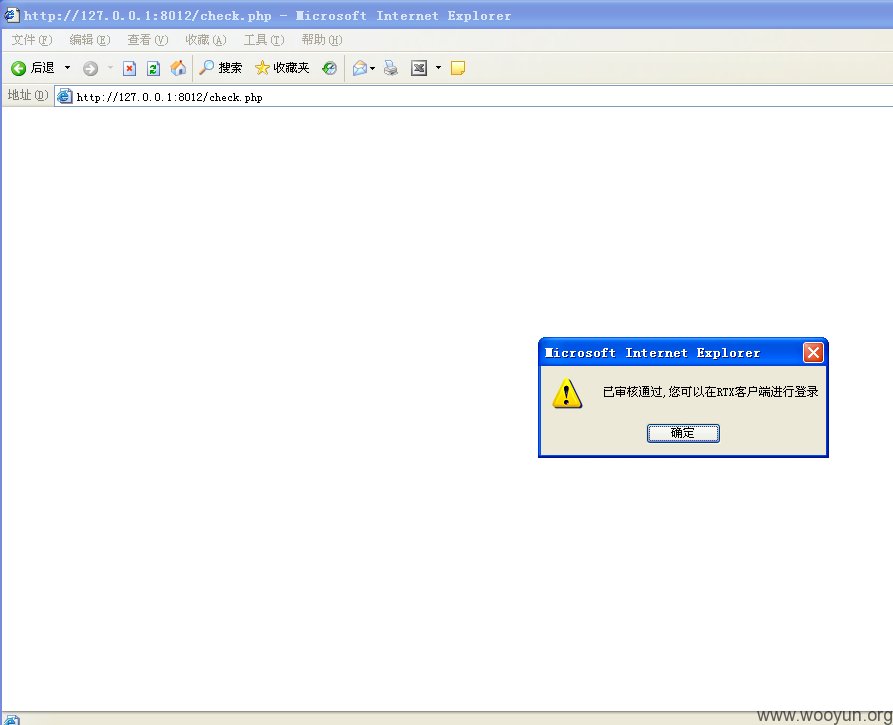 http://127.0.0.1:8012/check.php - Microsoft Internet Explorer
文件(F) 编辑(E) 查看(V) 收藏(A) 工具(T) 帮助(H)
后退 搜索 收藏夹
地址(D) http://127.0.0.1:8012/check.php
Microsoft Internet Explorer
已审核通过,您可以在RTX客户端进行登录
确定
www.wooyun.org